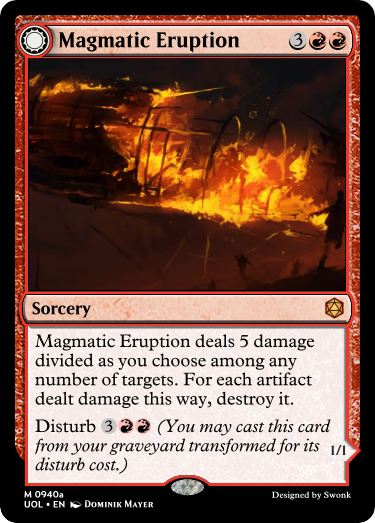 Magmatic Eruption 3
Sorcery
Magmatic Eruption deals 5 damage
divided as you choose among any
number of targets. For each artifact
dealt damage this way, destroy it.
Disturb 3 (You may cast this card
from your graveyard transformed for its
disturb cost.)
1/1
M 0940a
UOL • EN Dominik Mayer
Designed by Swonk